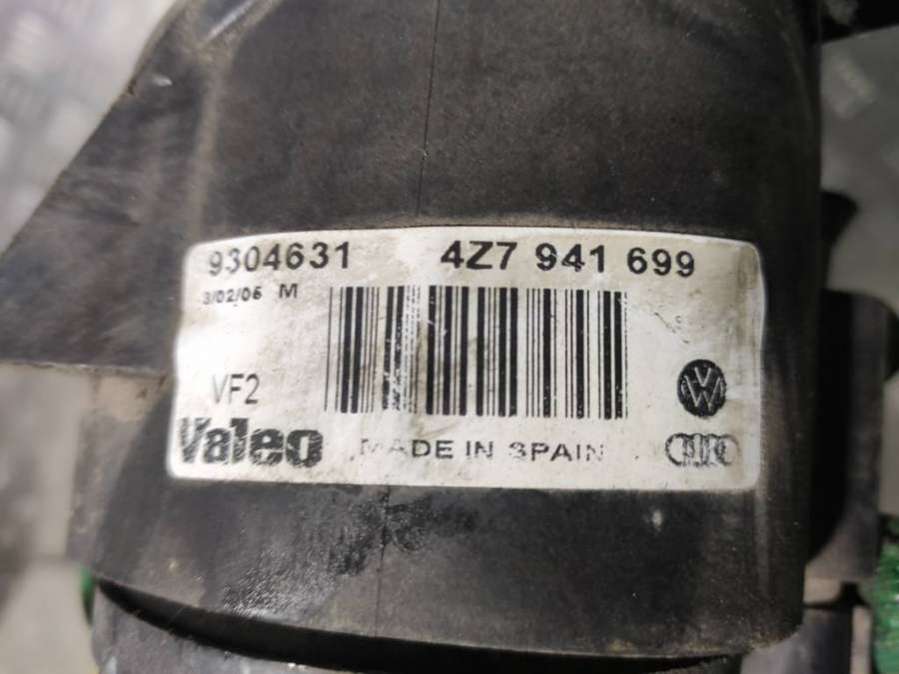 9304631 4Z7 941 699
3/02/06 M
VF2
Valeo MADE IN SPAIN